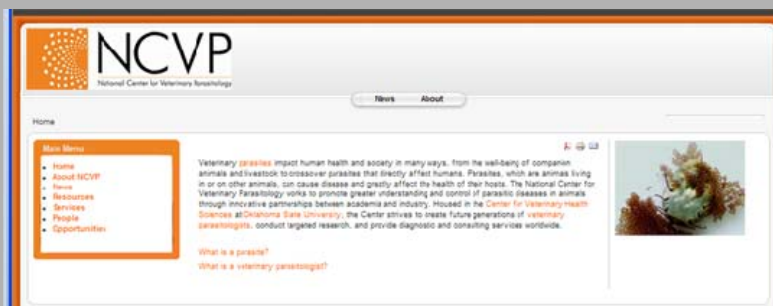 NCVP
National Center for Veterinary Parasitology
News About
Home
Main Menu
Home
About NCVP
News
Resources
Services
People
Opportunities
Veterinary parasites impact human health and society in many ways, from he well-being of companion
animals and livestock to crossover parasites that directly affect humans. Parasites, which are animals living
in or on other animals, can cause disease and greatly affect the health of their hosts. The National Center for
Veterinary Parasitology works to promote greater understanding and control of parasitic diseases in animals
through innovative partnerships between academia and industry. Housed in the Center for Veterinary Health
Sciences at Oklahoma State University, the Center strives to create future generations of veterinary
parasitologists, conduct targeted research, and provide diagnostic and consulting services worldwide.
What is a parasite?
What is a veterinary parasitologist?